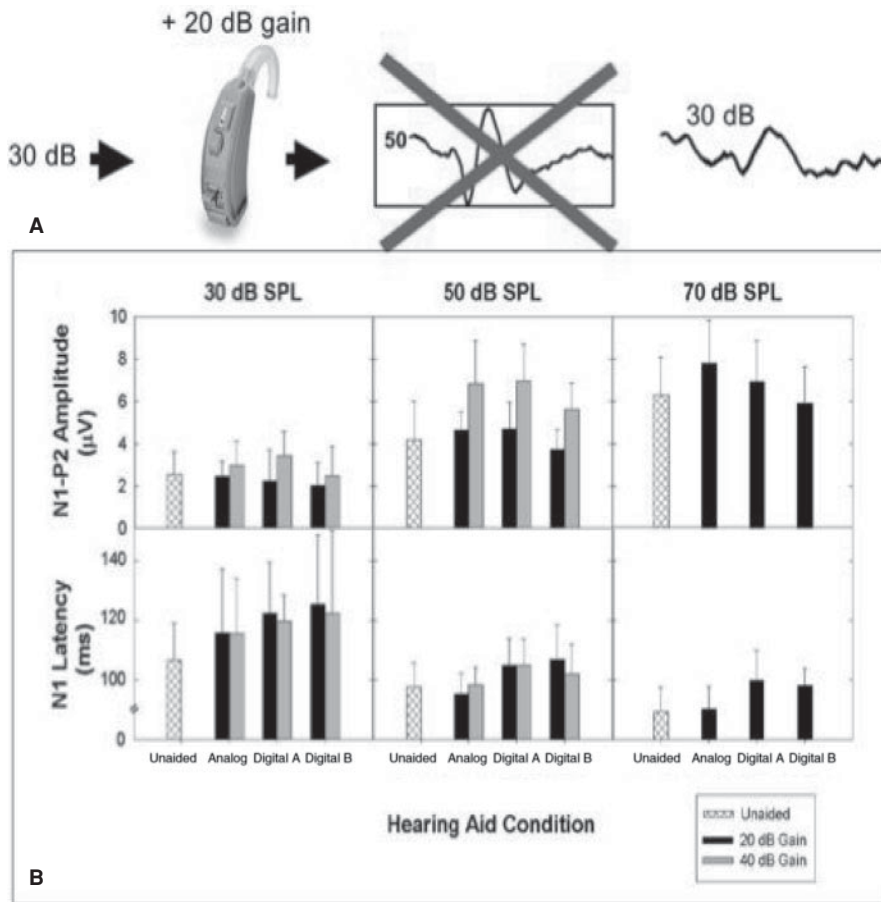 + 20 dB gain
30 dB
50
30 dB
A
30 dB SPL 50 dB SPL 70 dB SPL
N1-P2 Amplitude
(µV)
10
8
6
4
2
0
N1 Latency
(ms)
140
120
100
0
Unaided Analog Digital A Digital B Unaided Analog Digital A Digital B Unaided Analog Digital A Digital B
Hearing Aid Condition
Unaided
20 dB Gain
40 dB Gain
B